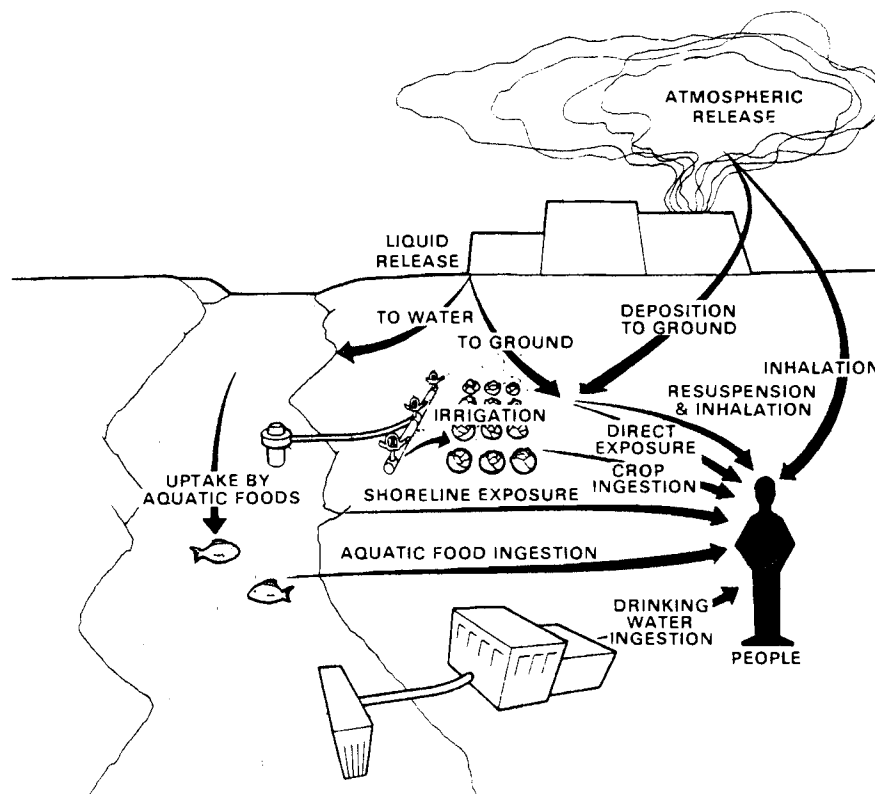 ATMOSPHERIC
RELEASE
LIQUID
RELEASE
TO WATER
TO GROUND
DEPOSITION
TO GROUND
INHALATION
RESUSPENSION
& INHALATION
IRRIGATION
DIRECT
EXPOSURE
CROP
INGESTION
UPTAKE BY
AQUATIC FOODS
SHORELINE EXPOSURE
AQUATIC FOOD INGESTION
DRINKING
WATER
INGESTION
PEOPLE